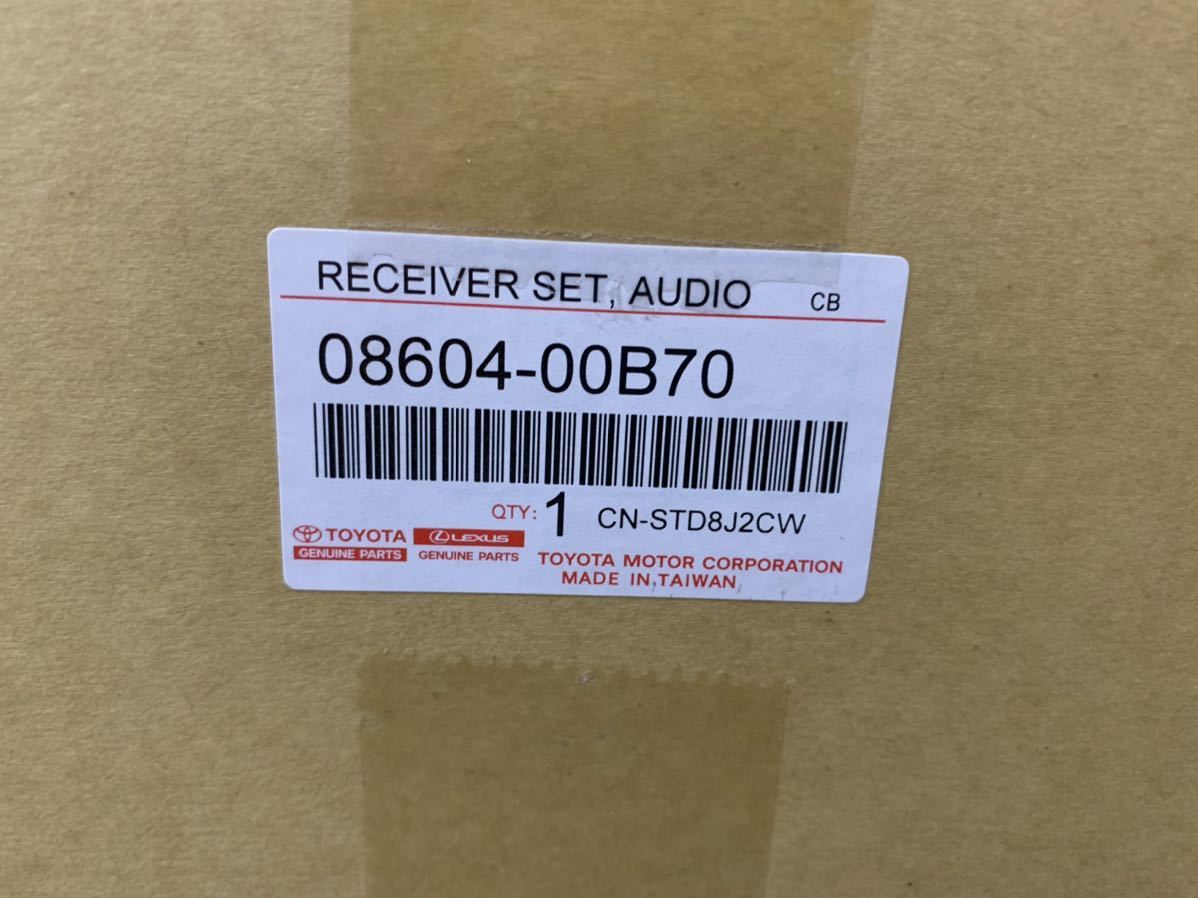 RECEIVER SET, AUDIO CB
08604-00B70
QTY: 1 CN-STD8J2CW
TOYOTA LEXUS
GENUINE PARTS GENUINE PARTS
TOYOTA MOTOR CORPORATION
MADE IN TAIWAN